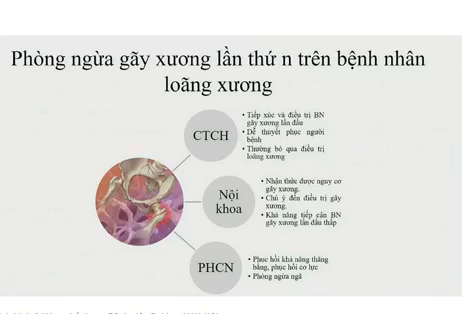 Phòng ngừa gãy xương lần thứ n trên bệnh nhân
loãng xương
CTCH
• Tiếp xúc và điều trị BN
gãy xương lần đầu
• Dễ thuyết phục người
bệnh
• Thường bỏ qua điều trị
loãng xương
Nội
khoa
• Nhận thức được nguy cơ
gãy xương.
• Chú ý đến điều trị gãy
xương.
• Khả năng tiếp cận BN
gãy xương lần đầu thấp
PHCN
• Phục hồi khả năng thăng
bằng, phục hồi cơ lực
• Phòng ngừa ngã